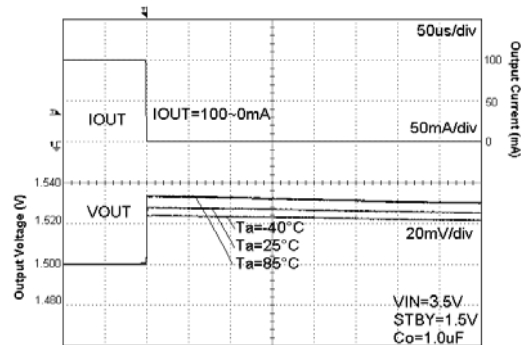 50us/div
IOUT
IOUT=100~0mA
50mA/div
100
50
0
Output Current (mA)
1.540
1.520
1.500
1.480
Output Voltage (V)
VOUT
20mV/div
Ta=-40°C
Ta=25°C
Ta=85°C
VIN=3.5V
STBY=1.5V
Co=1.0uF